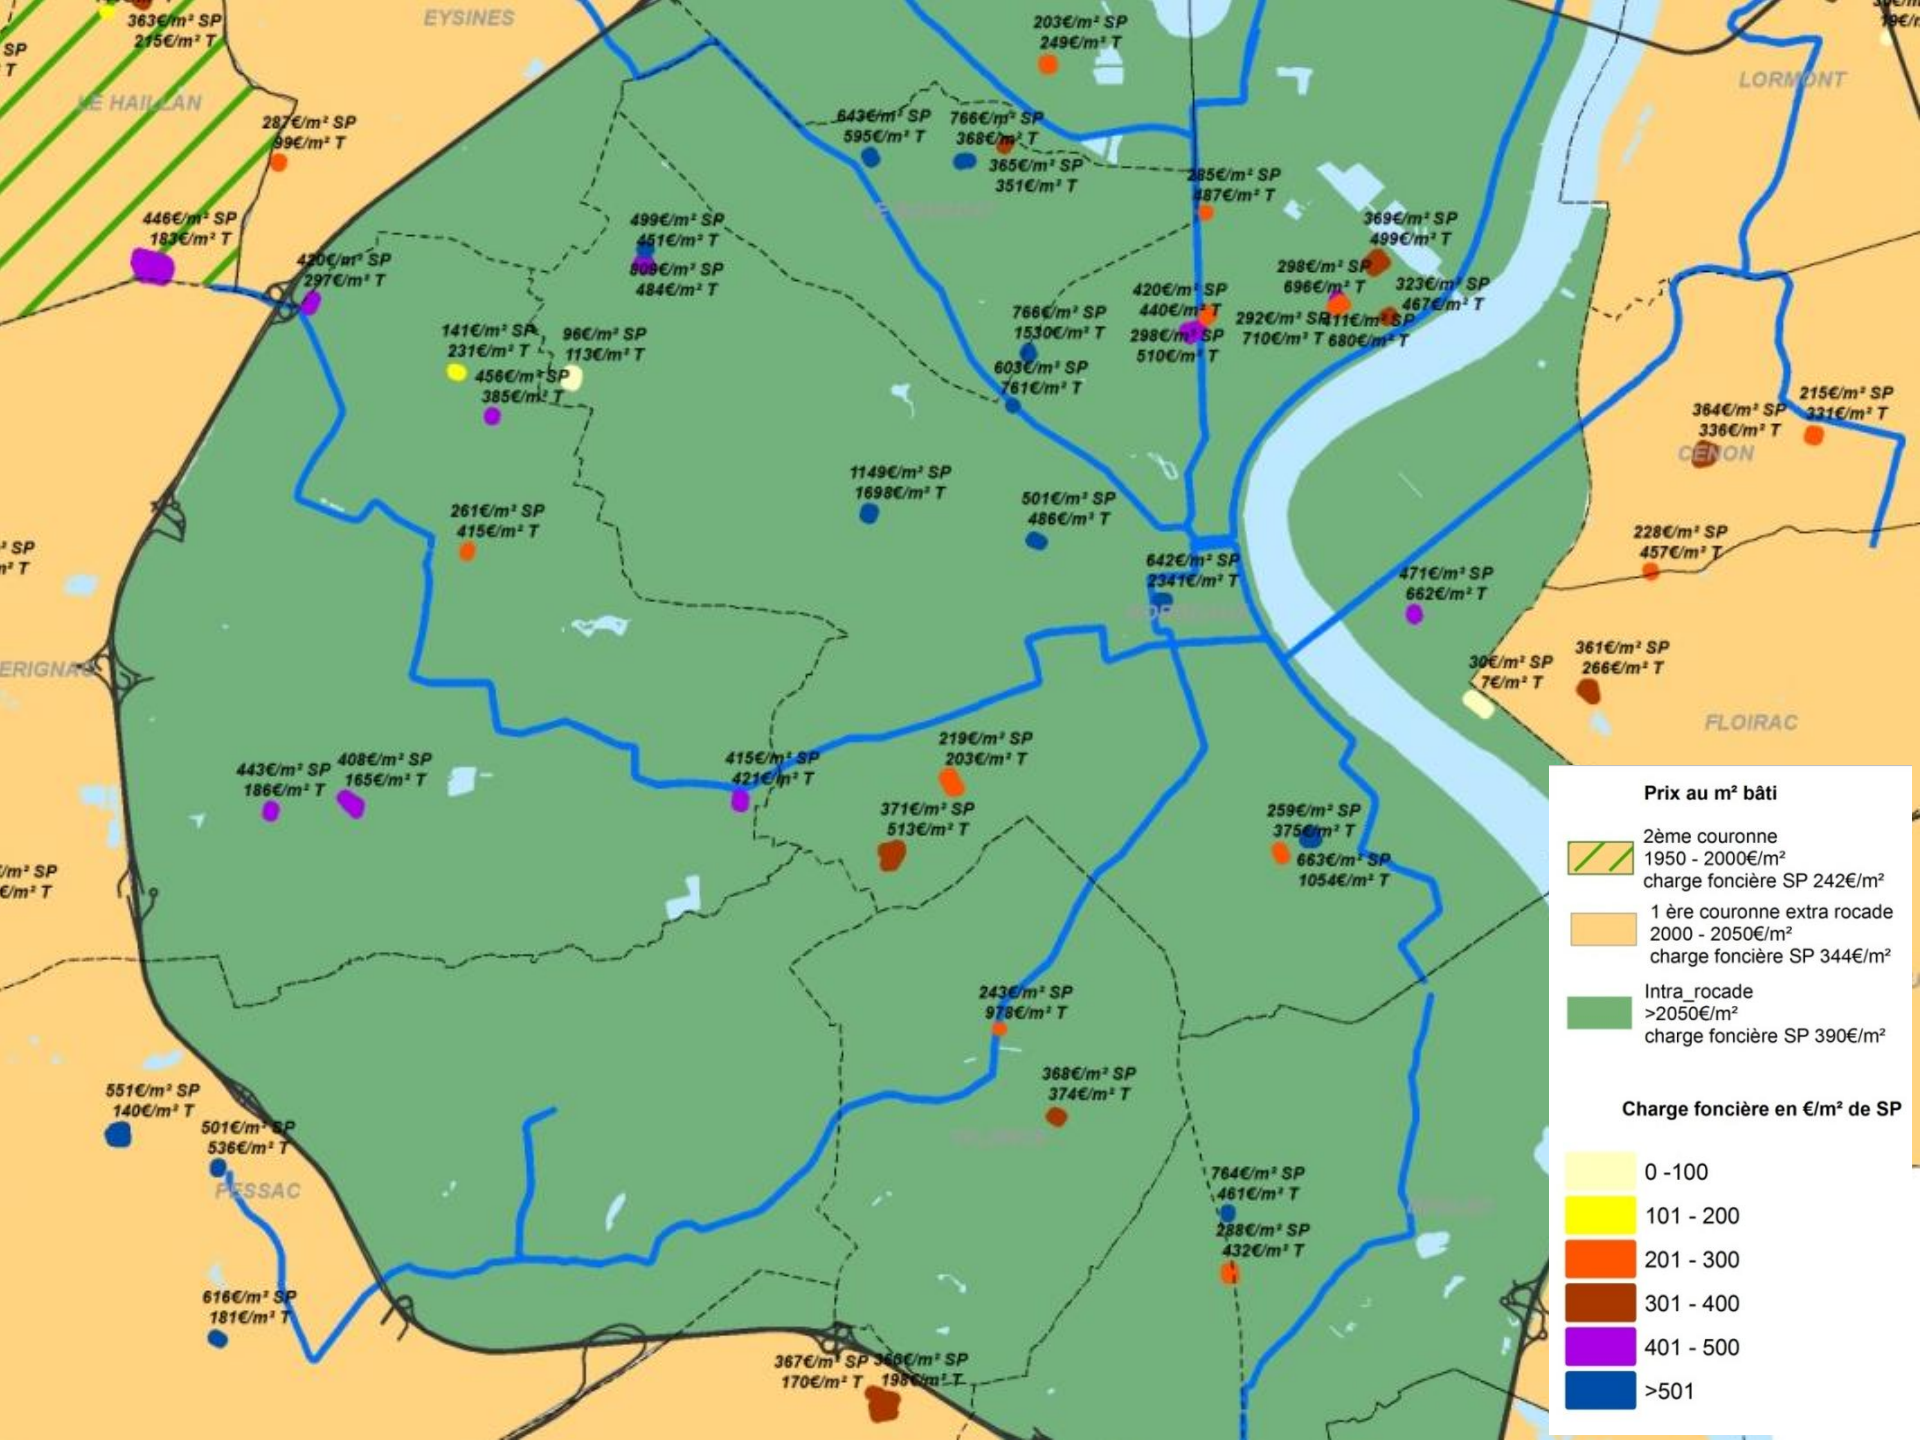 363€/m² SP
215€/m² T
SP
T
LE HAILLAN
EYSINES
203€/m² SP
249€/m² T
LORMONT
287€/m² SP
99€/m² T
643€/m² SP
595€/m² T
766€/m² SP
368€/m² T
365€/m² SP
351€/m² T
285€/m² SP
487€/m² T
446€/m² SP
183€/m² T
420€/m² SP
297€/m² T
499€/m² SP
451€/m² T
809€/m² SP
484€/m² T
369€/m² SP
499€/m² T
298€/m² SP
696€/m² T
323€/m² SP
467€/m² T
420€/m² SP
440€/m² T
298€/m² SP
510€/m² T
292€/m² SP
710€/m² T
411€/m² SP
680€/m² T
766€/m² SP
1530€/m² T
603€/m² SP
761€/m² T
141€/m² SP
231€/m² T
96€/m² SP
113€/m² T
456€/m² SP
385€/m² T
364€/m² SP
336€/m² T
CENON
215€/m² SP
331€/m² T
1149€/m² SP
1698€/m² T
501€/m² SP
486€/m² T
261€/m² SP
415€/m² T
228€/m² SP
457€/m² T
642€/m² SP
2341€/m² T
471€/m² SP
662€/m² T
ERIGNAC
30€/m² SP
7€/m² T
361€/m² SP
266€/m² T
FLOIRAC
443€/m² SP
186€/m² T
408€/m² SP
165€/m² T
415€/m² SP
421€/m² T
219€/m² SP
203€/m² T
371€/m² SP
513€/m² T
259€/m² SP
375€/m² T
663€/m² SP
1054€/m² T
243€/m² SP
978€/m² T
368€/m² SP
374€/m² T
551€/m² SP
140€/m² T
501€/m² SP
536€/m² T
PESSAC
764€/m² SP
461€/m² T
288€/m² SP
432€/m² T
616€/m² SP
181€/m² T
367€/m² SP
170€/m² T
198€/m² T
Prix au m² bâti
2ème couronne
1950 - 2000€/m²
charge foncière SP 242€/m²
1 ère couronne extra rocade
2000 - 2050€/m²
charge foncière SP 344€/m²
Intra_rocade
>2050€/m²
charge foncière SP 390€/m²
Charge foncière en €/m² de SP
0 -100
101 - 200
201 - 300
301 - 400
401 - 500
>501